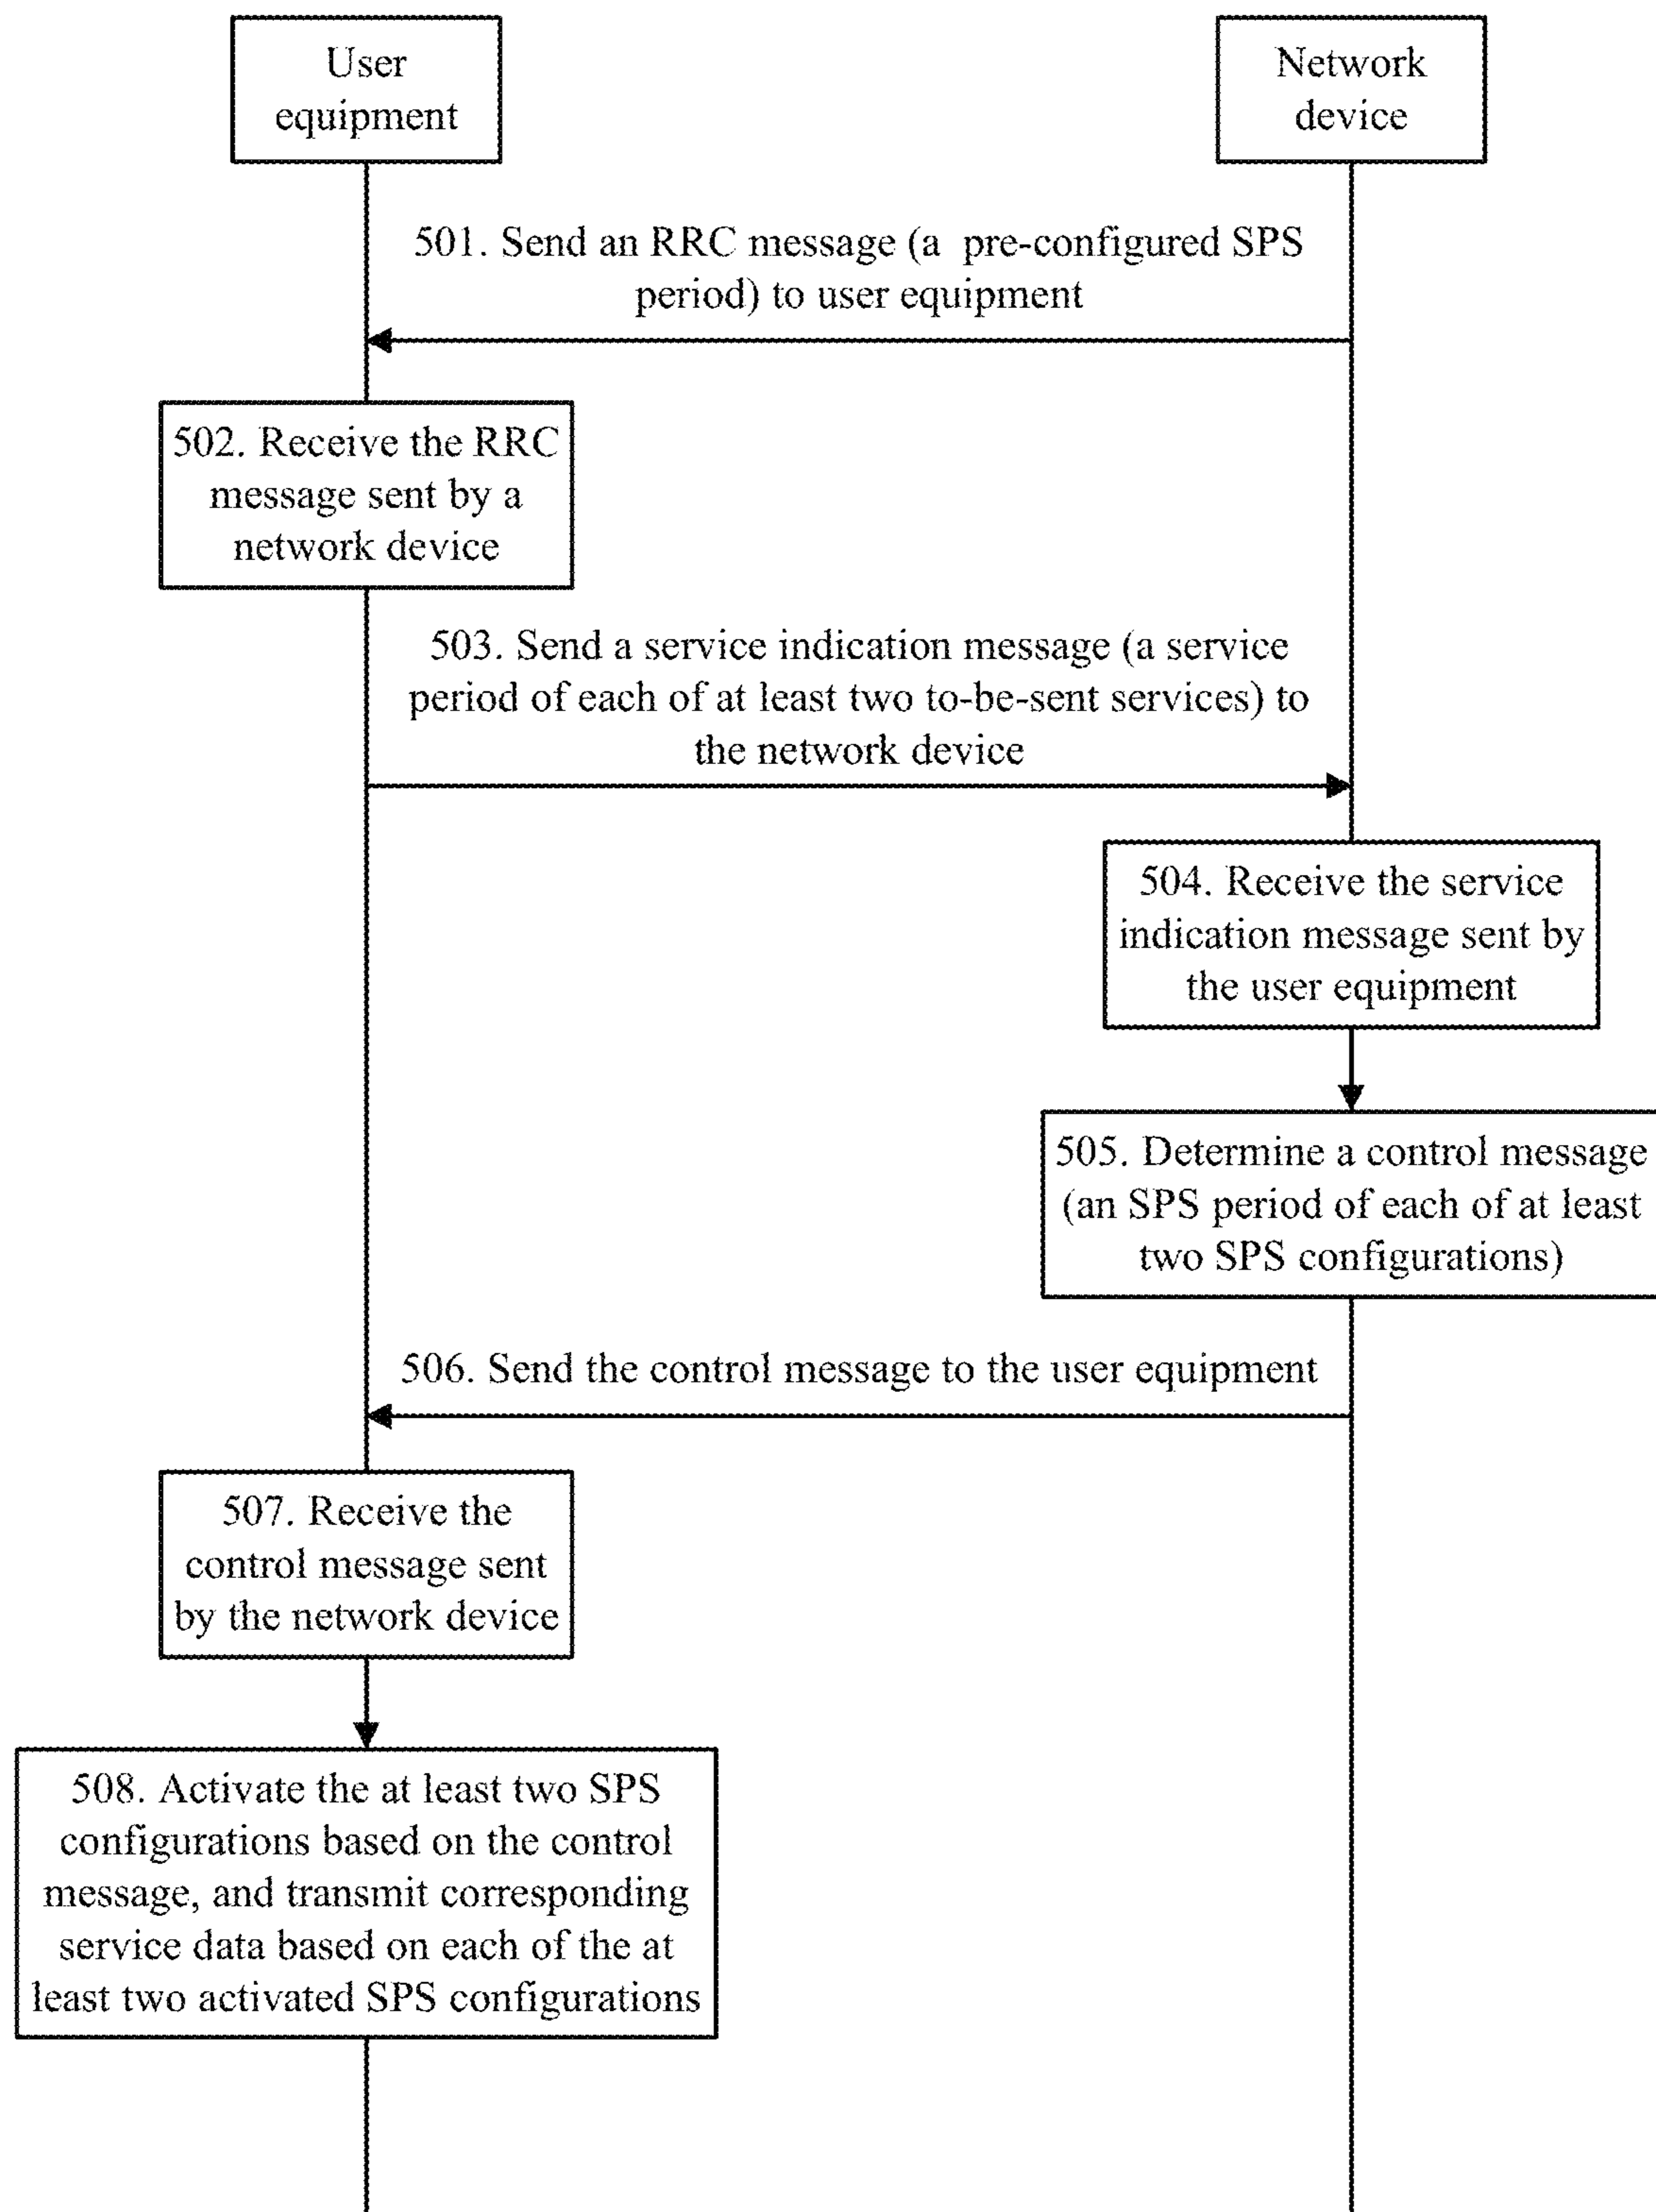 User
equipment
Network
device
501. Send an RRC message (a pre-configured SPS
period) to user equipment
502. Receive the RRC
message sent by a
network device
503. Send a service indication message (a service
period of each of at least two to-be-sent services) to
the network device
504. Receive the service
indication message sent by
the user equipment
505. Determine a control message
(an SPS period of each of at least
two SPS configurations)
506. Send the control message to the user equipment
507. Receive the
control message sent
by the network device
508. Activate the at least two SPS
configurations based on the control
message, and transmit corresponding
service data based on each of the at
least two activated SPS configurations